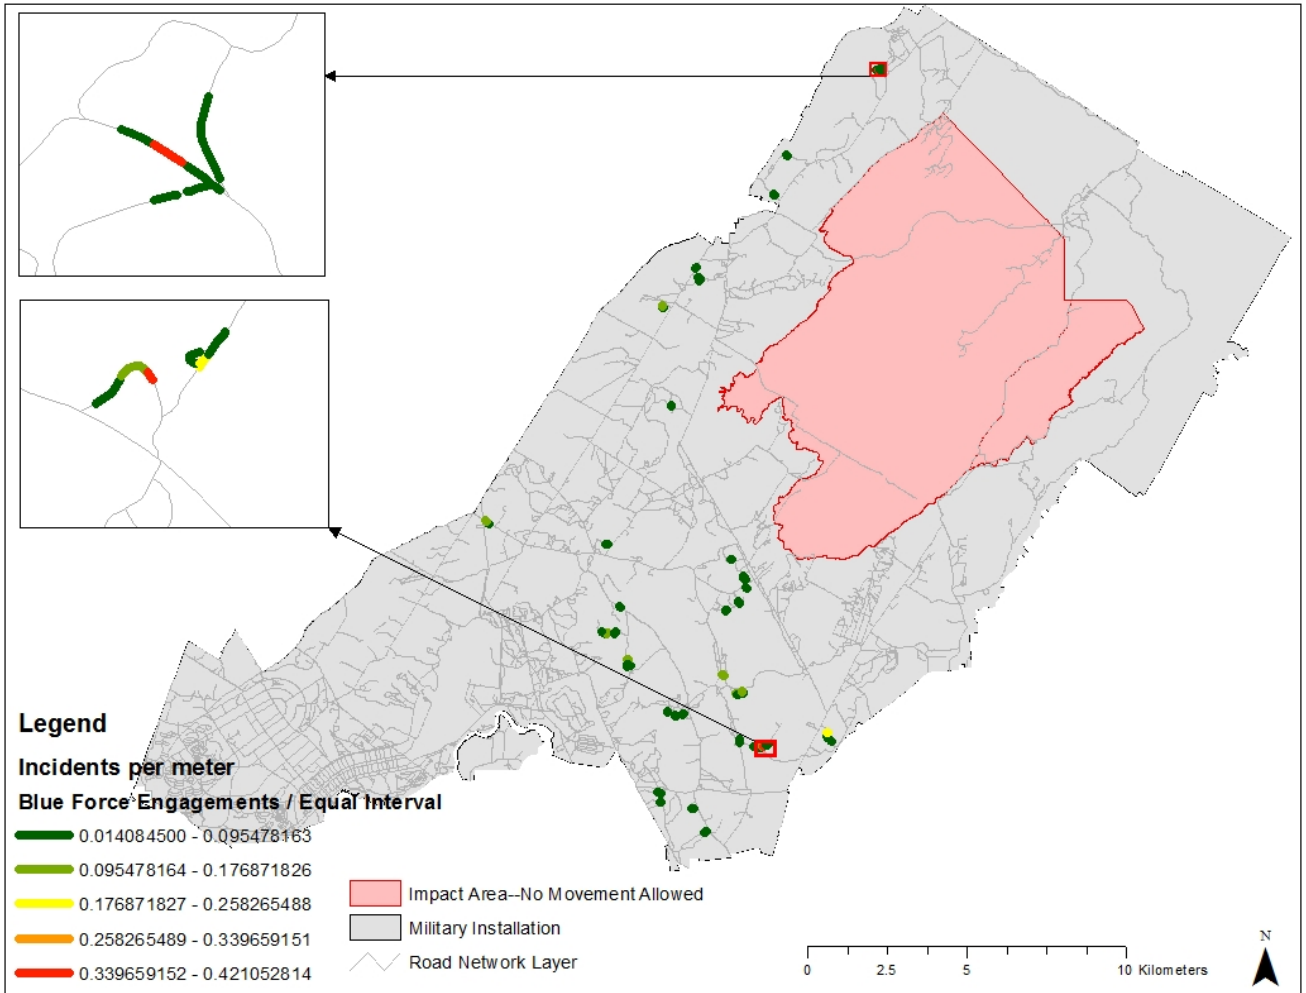 Legend
Incidents per meter
Blue Force Engagements / Equal Interval
0.014084500 - 0.095478163
0.095478164 - 0.176871826
0.176871827 - 0.258265488
0.258265489 - 0.339659151
0.339659152 - 0.421052814
Impact Area--No Movement Allowed
Military Installation
Road Network Layer
0 2.5 5 10 Kilometers
N